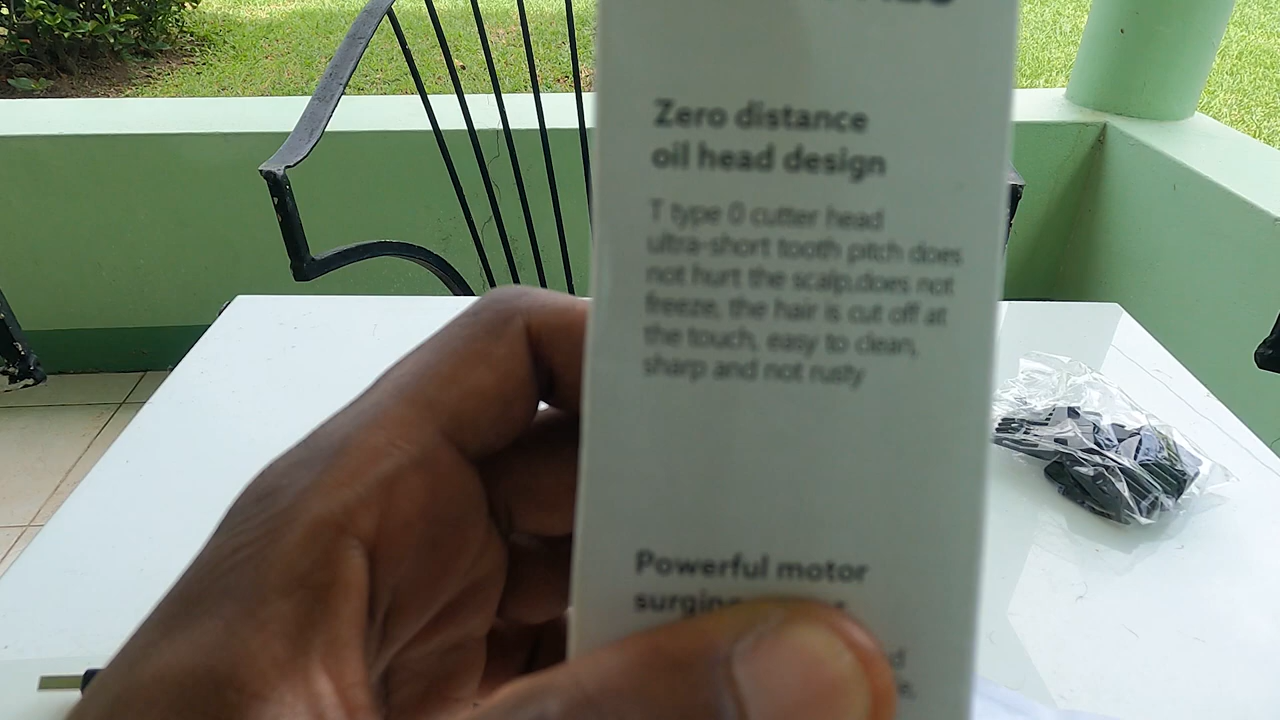 Zero distance
oil head design
T type 0 cutter head
ultra-short tooth pitch does
not hurt the scalp,does not
freeze, the hair is cut off at
the touch, easy to clean,
sharp and not rusty
Powerful motor